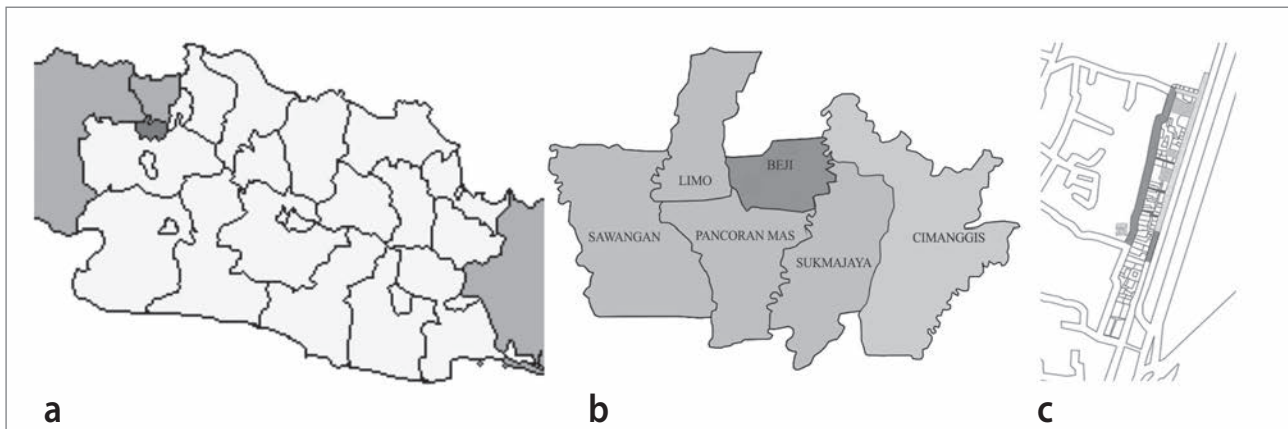 BEJI
LIMO
SAWANGAN
PANCORAN MAS
CIMANGGIS
SUKMAJAYA
a
b
c